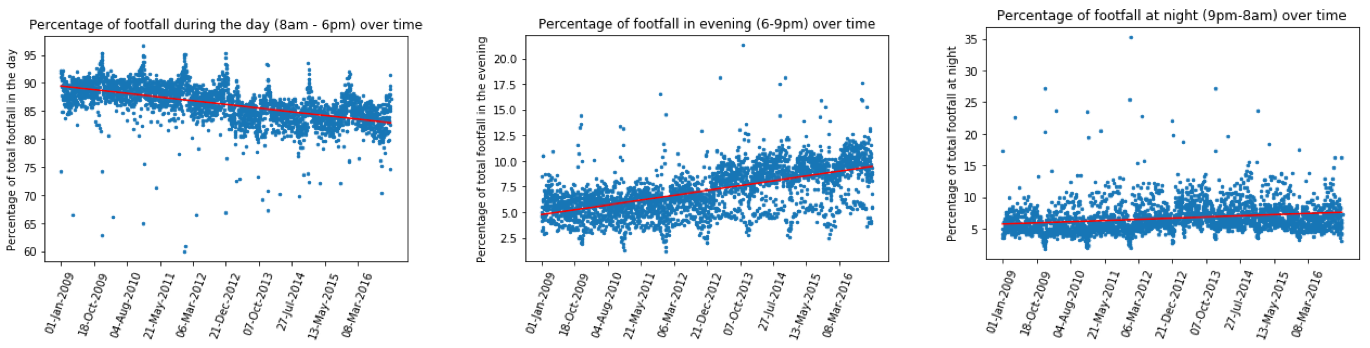 Percentage of footfall during the day (8am - 6pm) over time
Percentage of total footfall in the day
95
90
85
80
75
70
65
60
01-Jan-2009
18-Oct-2009
04-Aug-2010
21-May-2011
06-Mar-2012
21-Dec-2012
07-Oct-2013
27-Jul-2014
13-May-2015
08-Mar-2016
Percentage of footfall in evening (6-9pm) over time
Percentage of total footfall in the evening
20.0
17.5
15.0
12.5
10.0
7.5
5.0
2.5
01-Jan-2009
18-Oct-2009
04-Aug-2010
21-May-2011
06-Mar-2012
21-Dec-2012
07-Oct-2013
27-Jul-2014
13-May-2015
08-Mar-2016
Percentage of footfall at night (9pm-8am) over time
Percentage of total footfall at night
35
30
25
20
15
10
5
01-Jan-2009
18-Oct-2009
04-Aug-2010
21-May-2011
06-Mar-2012
21-Dec-2012
07-Oct-2013
27-Jul-2014
13-May-2015
08-Mar-2016